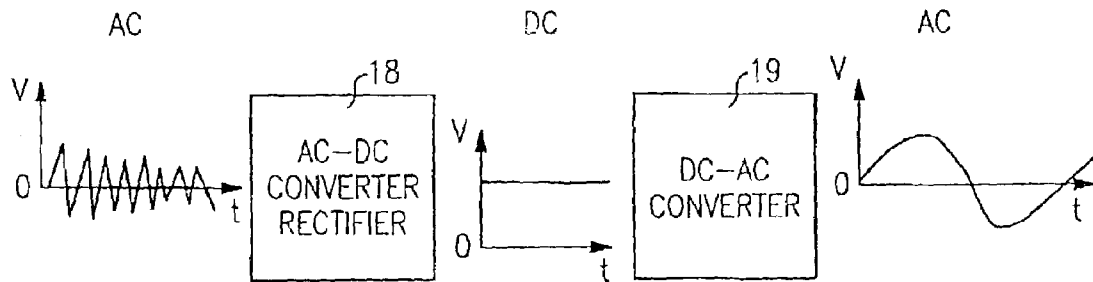 AC
DC
AC
V
0
t
18
AC-DC
CONVERTER
RECTIFIER
V
0
t
19
DC-AC
CONVERTER
V
0
t